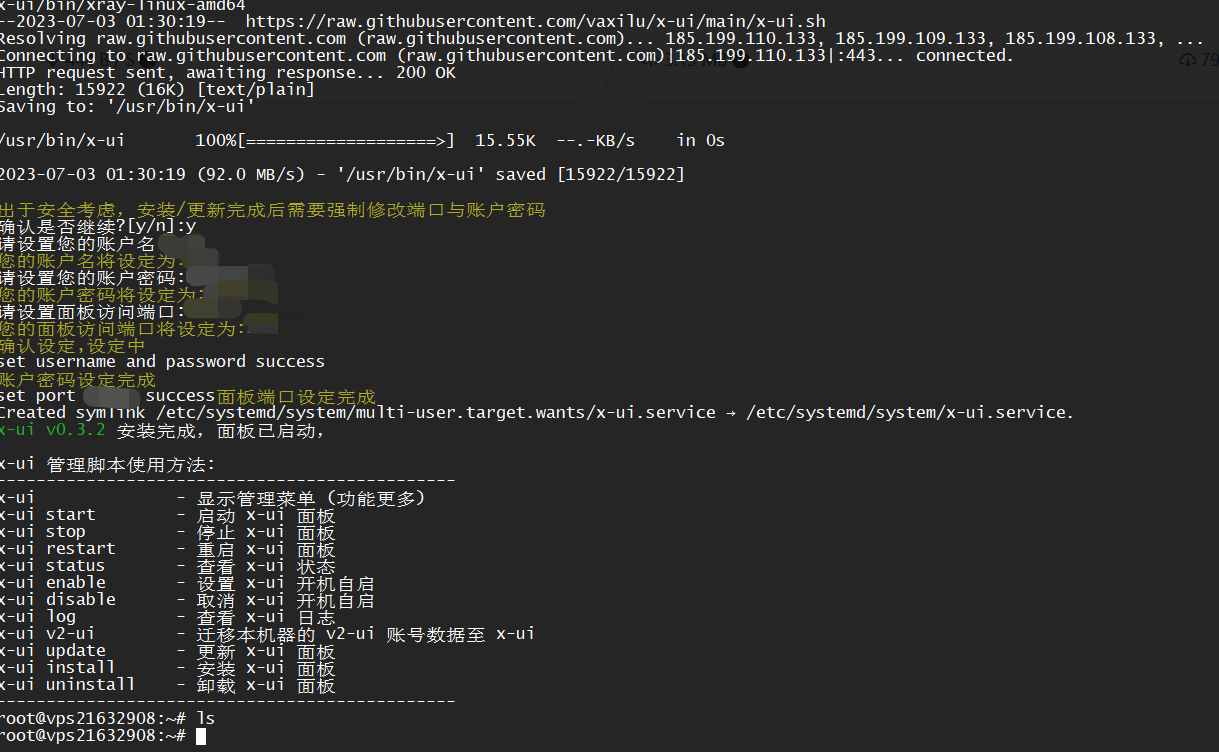 x-ui/bin/xray-linux-amd64
--2023-07-03 01:30:19--  https://raw.githubusercontent.com/vaxilu/x-ui/main/x-ui.sh
Resolving raw.githubusercontent.com (raw.githubusercontent.com)... 185.199.110.133, 185.199.109.133, 185.199.108.133, ...
Connecting to raw.githubusercontent.com (raw.githubusercontent.com)|185.199.110.133|:443... connected.
HTTP request sent, awaiting response... 200 OK
Length: 15922 (16K) [text/plain]
Saving to: '/usr/bin/x-ui'
/usr/bin/x-ui       100%[===================>]  15.55K  --.-KB/s    in 0s
2023-07-03 01:30:19 (92.0 MB/s) - '/usr/bin/x-ui' saved [15922/15922]
出于安全考虑，安装/更新完成后需要强制修改端口与账户密码
确认是否继续?[y/n]:y
请设置您的账户名
您的账户名将设定为:
请设置您的账户密码:
您的账户密码将设定为:
请设置面板访问端口:
您的面板访问端口将设定为:
确认设定,设定中
set username and password success
账户密码设定完成
set port success面板端口设定完成
Created symlink /etc/systemd/system/multi-user.target.wants/x-ui.service → /etc/systemd/system/x-ui.service.
x-ui v0.3.2 安装完成，面板已启动，
x-ui 管理脚本使用方法:
----------------------------------------------
x-ui              - 显示管理菜单 (功能更多)
x-ui start        - 启动 x-ui 面板
x-ui stop         - 停止 x-ui 面板
x-ui restart      - 重启 x-ui 面板
x-ui status       - 查看 x-ui 状态
x-ui enable       - 设置 x-ui 开机自启
x-ui disable      - 取消 x-ui 开机自启
x-ui log          - 查看 x-ui 日志
x-ui v2-ui        - 迁移本机器的 v2-ui 账号数据至 x-ui
x-ui update       - 更新 x-ui 面板
x-ui install      - 安装 x-ui 面板
x-ui uninstall    - 卸载 x-ui 面板
----------------------------------------------
root@vps21632908:~# ls
root@vps21632908:~#